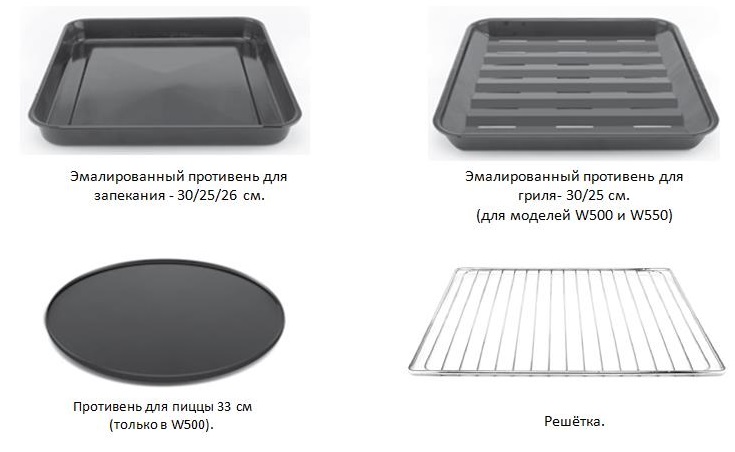 Эмалированный противень для
запекания - 30/25/26 см.
Эмалированный противень для
гриля- 30/25 см.
(для моделей W500 и W550)
Противень для пиццы 33 см
(только в W500).
Решётка.